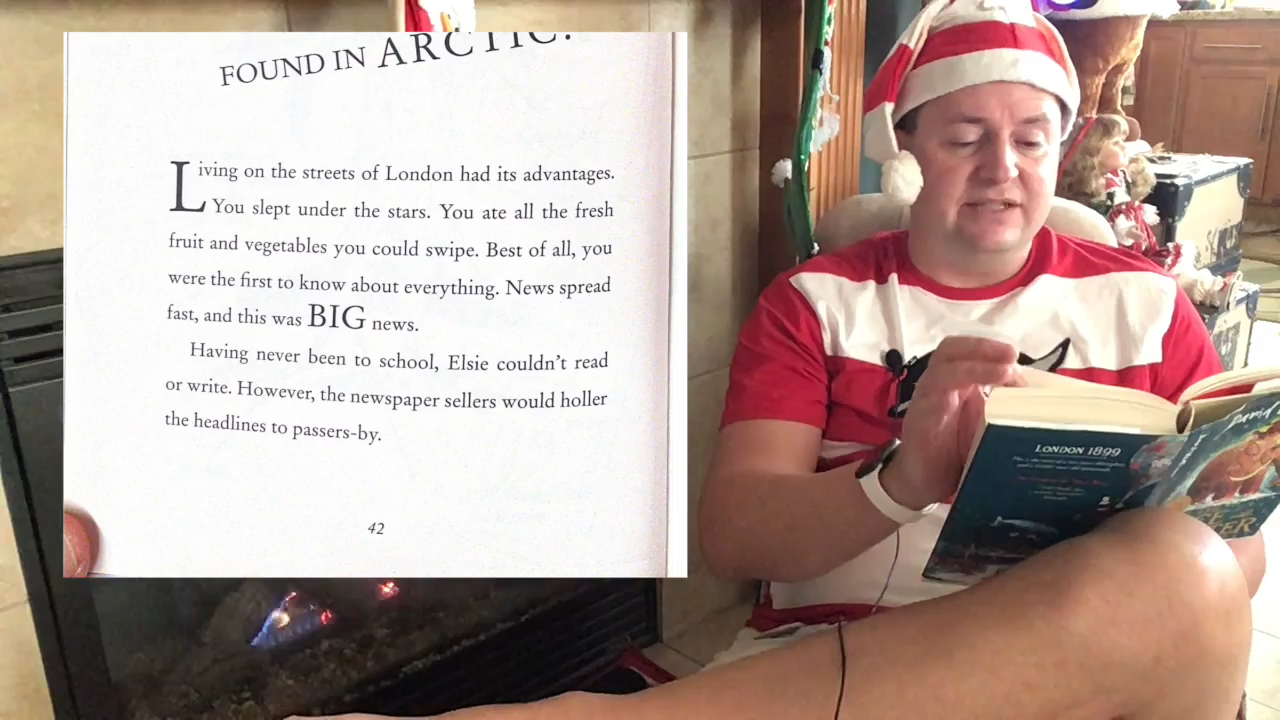 FOUND IN ARCTIC!
Living on the streets of London had its advantages.
You slept under the stars. You ate all the fresh
fruit and vegetables you could swipe. Best of all, you
were the first to know about everything. News spread
fast, and this was BIG news.
Having never been to school, Elsie couldn't read
or write. However, the newspaper sellers would holler
the headlines to passers-by.
42
LONDON 1899
David